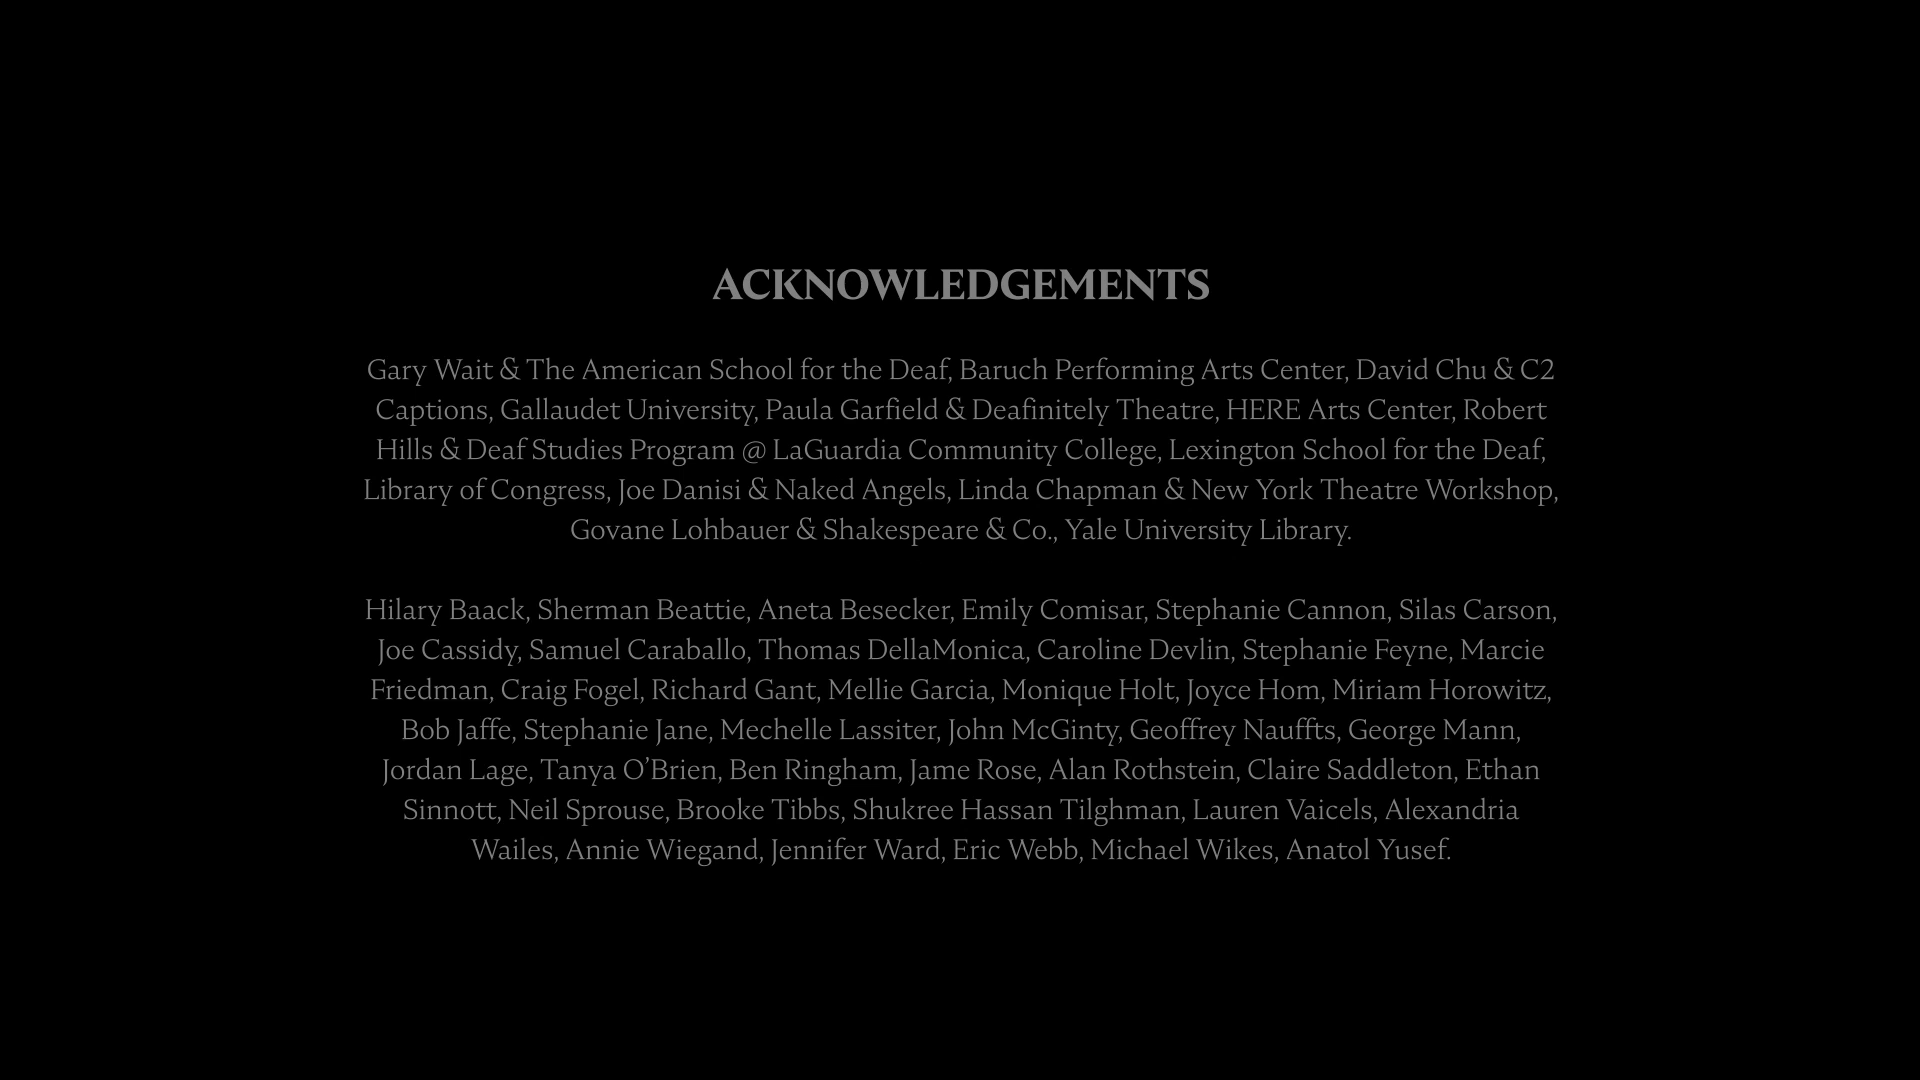 ACKNOWLEDGEMENTS
Gary Wait & The American School for the Deaf, Baruch Performing Arts Center, David Chu & C2
Captions, Gallaudet University, Paula Garfield & Deafinitely Theatre, HERE Arts Center, Robert
Hills & Deaf Studies Program @ LaGuardia Community College, Lexington School for the Deaf,
Library of Congress, Joe Danisi & Naked Angels, Linda Chapman & New York Theatre Workshop,
Govane Lohbauer & Shakespeare & Co., Yale University Library.
Hilary Baack, Sherman Beattie, Aneta Besecker, Emily Comisar, Stephanie Cannon, Silas Carson,
Joe Cassidy, Samuel Caraballo, Thomas DellaMonica, Caroline Devlin, Stephanie Feyne, Marcie
Friedman, Craig Fogel, Richard Gant, Mellie Garcia, Monique Holt, Joyce Hom, Miriam Horowitz,
Bob Jaffe, Stephanie Jane, Mechelle Lassiter, John McGinty, Geoffrey Nauffts, George Mann,
Jordan Lage, Tanya O’Brien, Ben Ringham, Jame Rose, Alan Rothstein, Claire Saddleton, Ethan
Sinnott, Neil Sprouse, Brooke Tibbs, Shukree Hassan Tilghman, Lauren Vaicels, Alexandria
Wailes, Annie Wiegand, Jennifer Ward, Eric Webb, Michael Wikes, Anatol Yusef.